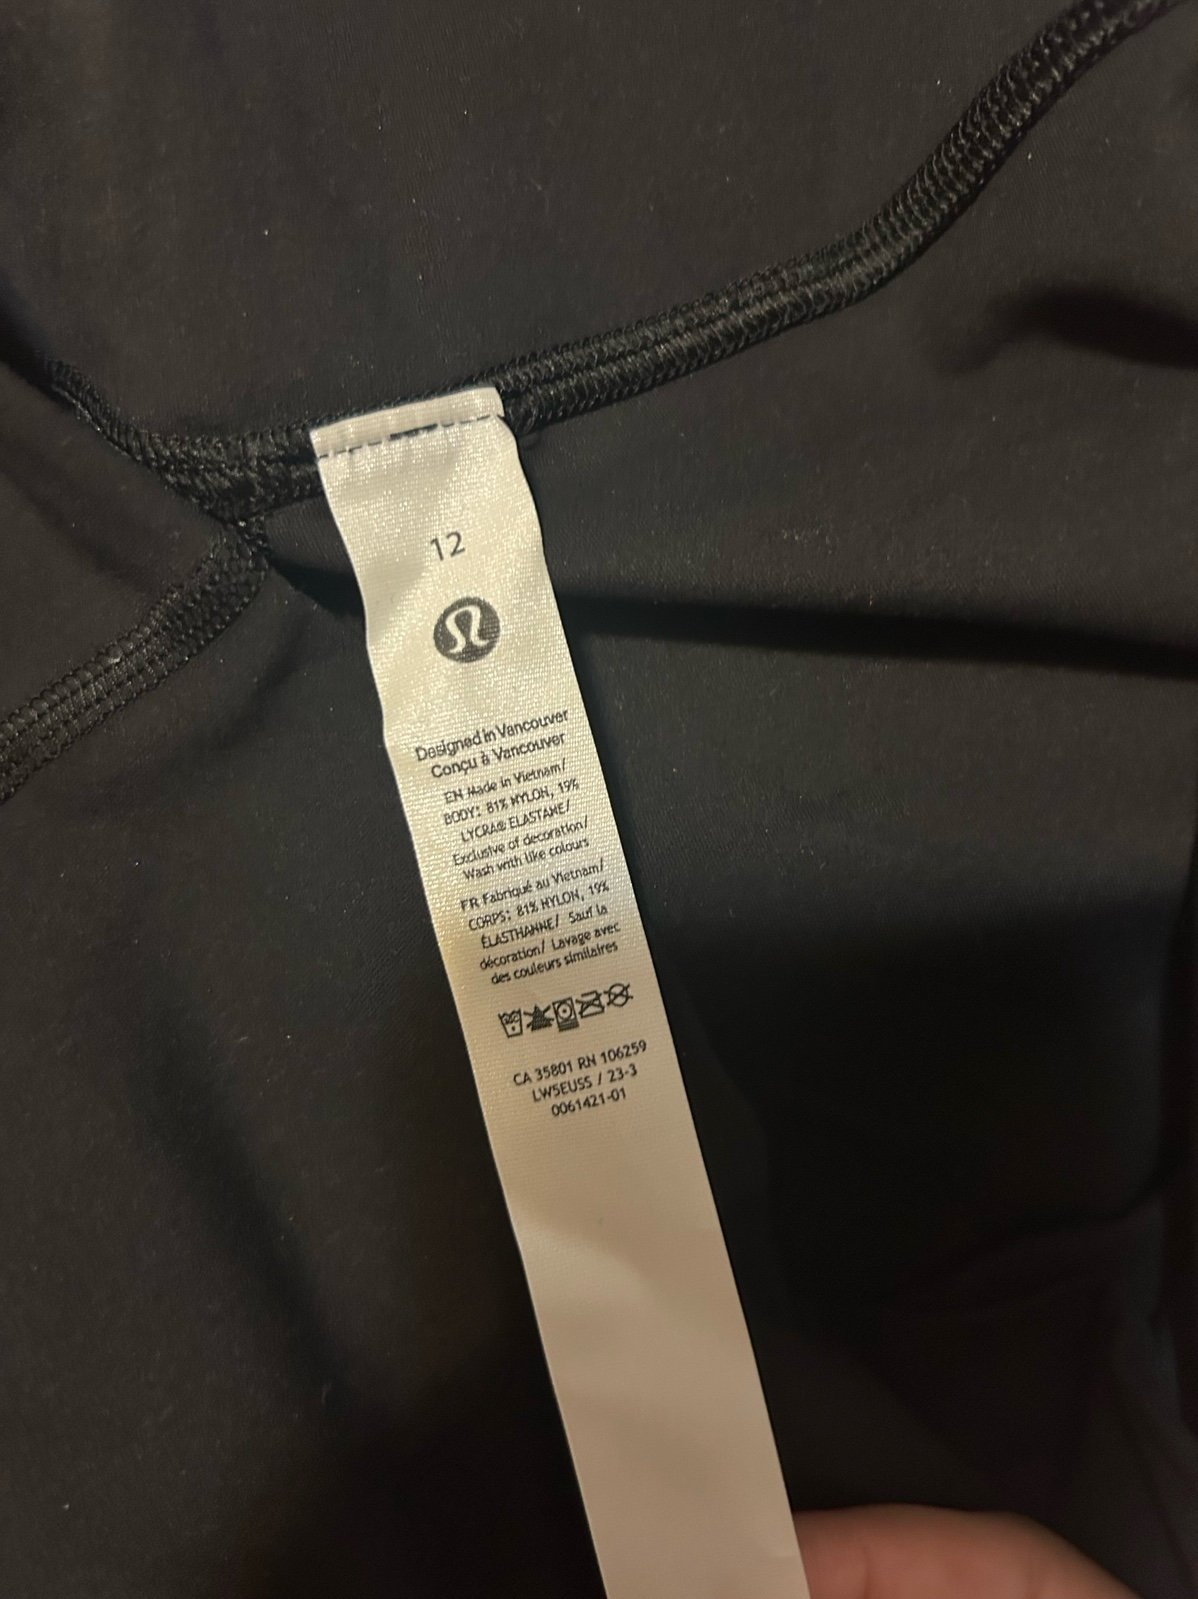 12
Designed in Vancouver
Conçu à Vancouver
EN Made in Vietnam/
BODY: 81% NYLON, 19%
LYCRA® ELASTANE/
Exclusive of decoration/
Wash with like colours
FR Fabriqué au Vietnam/
CORPS: 81% NYLON, 19%
ÉLASTHANNE/ Sauf la
décoration/ Lavage avec
des couleurs similaires
CA 35801 RN 106259
LW5EUSS / 23-3
0061421-01